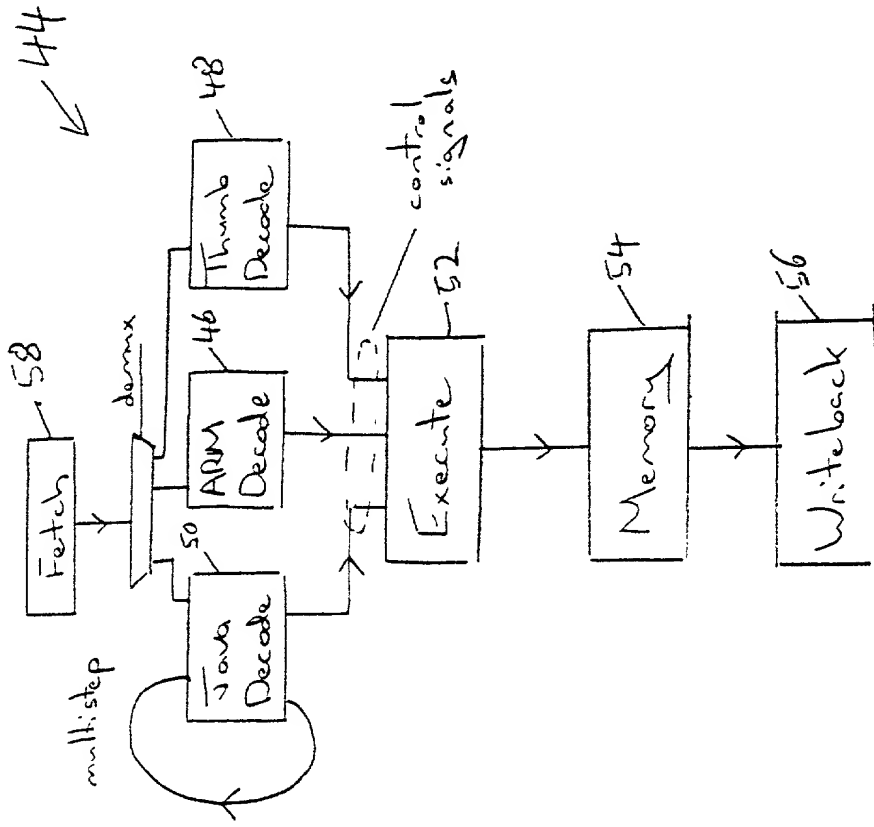 44
58
Fetch
demux
48
46
50
Thumb
Decode
ARM
Decode
Java
Decode
multistep
control
signals
52
Execute
54
Memory
56
Writeback